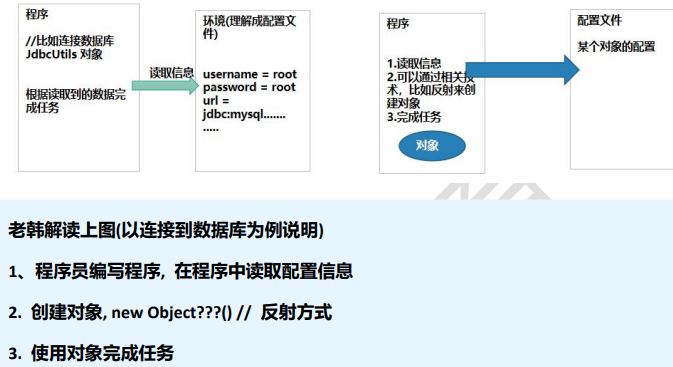 程序
//比如连接数据库
JdbcUtils 对象
根据读取到的数据完
成任务
读取信息
环境(理解成配置文
件)
username = root
password = root
url =
jdbc:mysql.......
.....
程序
1.读取信息
2.可以通过相关技
术，比如反射来创
建对象
3.完成任务
对象
配置文件
某个对象的配置
老韩解读上图(以连接到数据库为例说明)
1、程序员编写程序, 在程序中读取配置信息
2. 创建对象, new Object???() // 反射方式
3. 使用对象完成任务